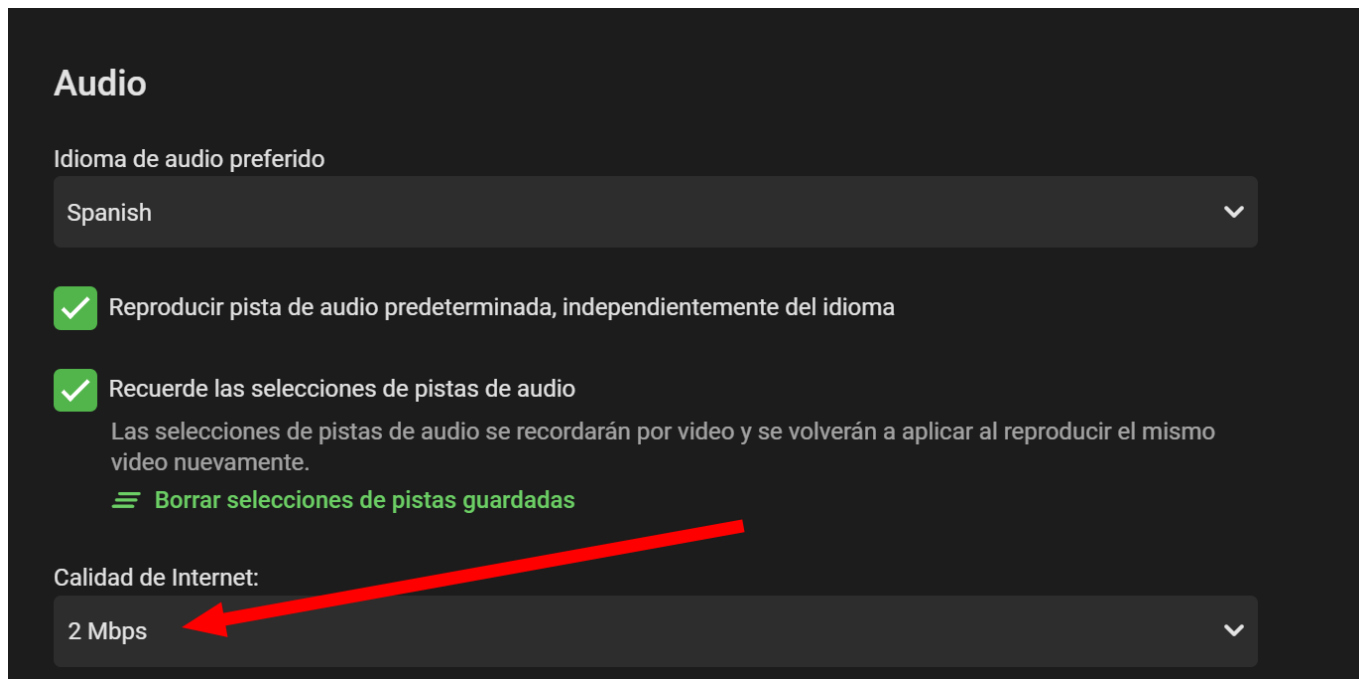 Audio
Idioma de audio preferido
Spanish
Reproducir pista de audio predeterminada, independientemente del idioma
Recuerde las selecciones de pistas de audio
Las selecciones de pistas de audio se recordarán por video y se volverán a aplicar al reproducir el mismo
video nuevamente.
Borrar selecciones de pistas guardadas
Calidad de Internet:
2 Mbps